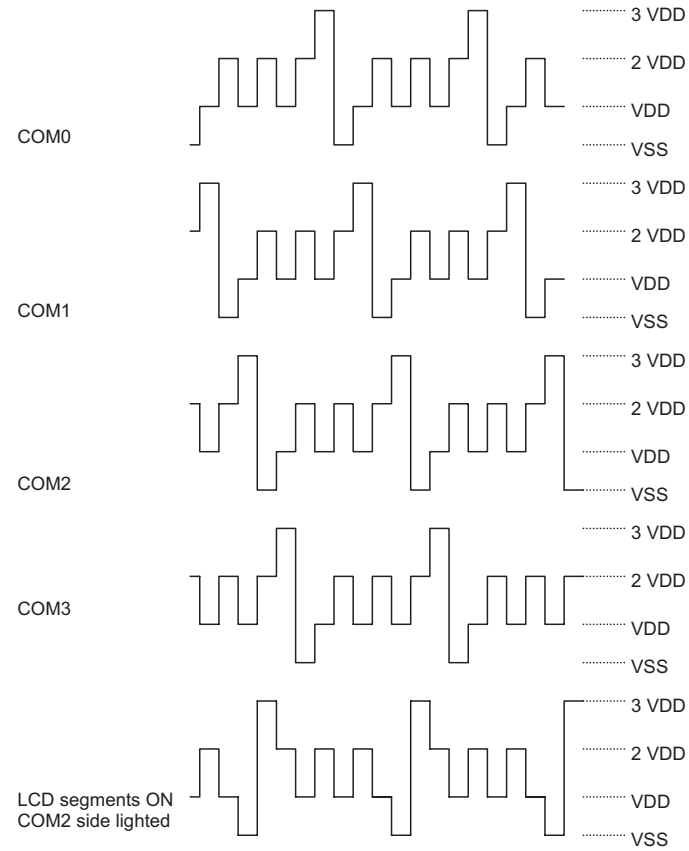 3 VDD
2 VDD
VDD
COM0
VSS
3 VDD
2 VDD
VDD
COM1
VSS
3 VDD
2 VDD
VDD
COM2
VSS
3 VDD
2 VDD
COM3
VDD
VSS
3 VDD
2 VDD
LCD segments ON
VDD
COM2 side lighted
VSS